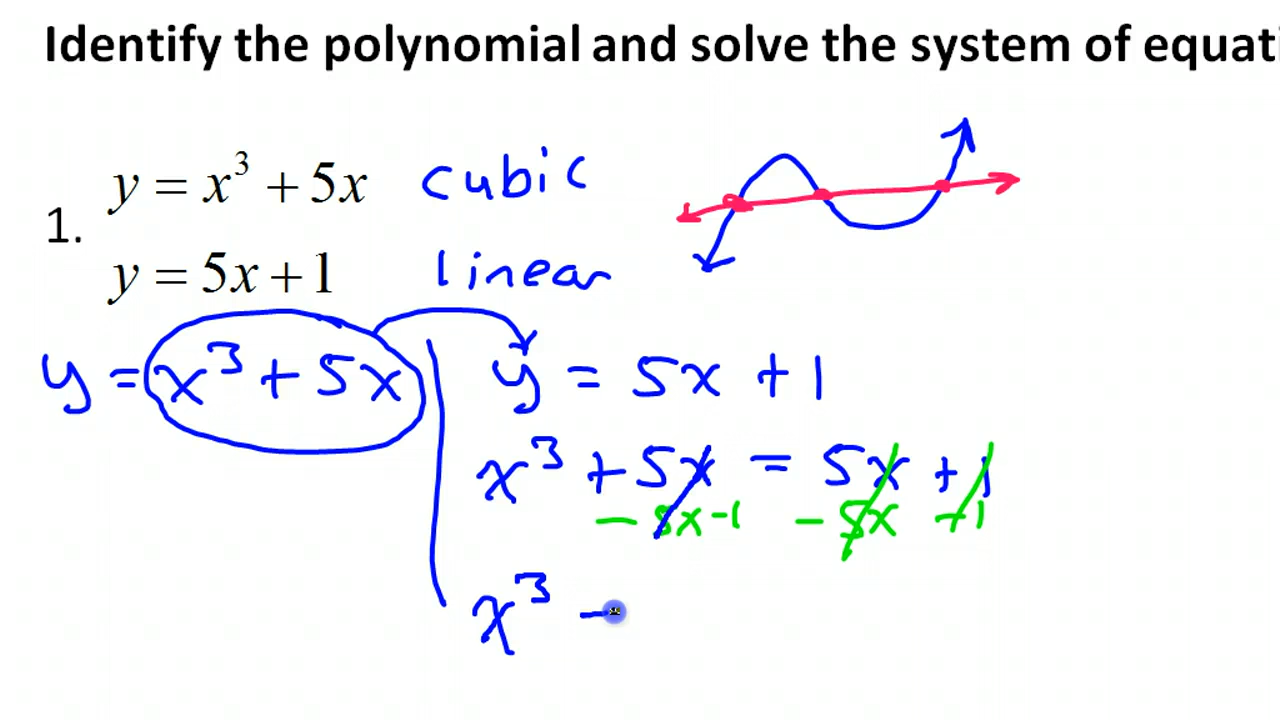 Identify the polynomial and solve the system of equati
1.
y = x³ + 5x cubic
y = 5x + 1 linear
y = x³ + 5x y = 5x + 1
x³ + 5x = 5x + 1
- 5x - 1 - 5x - 1
x³ -